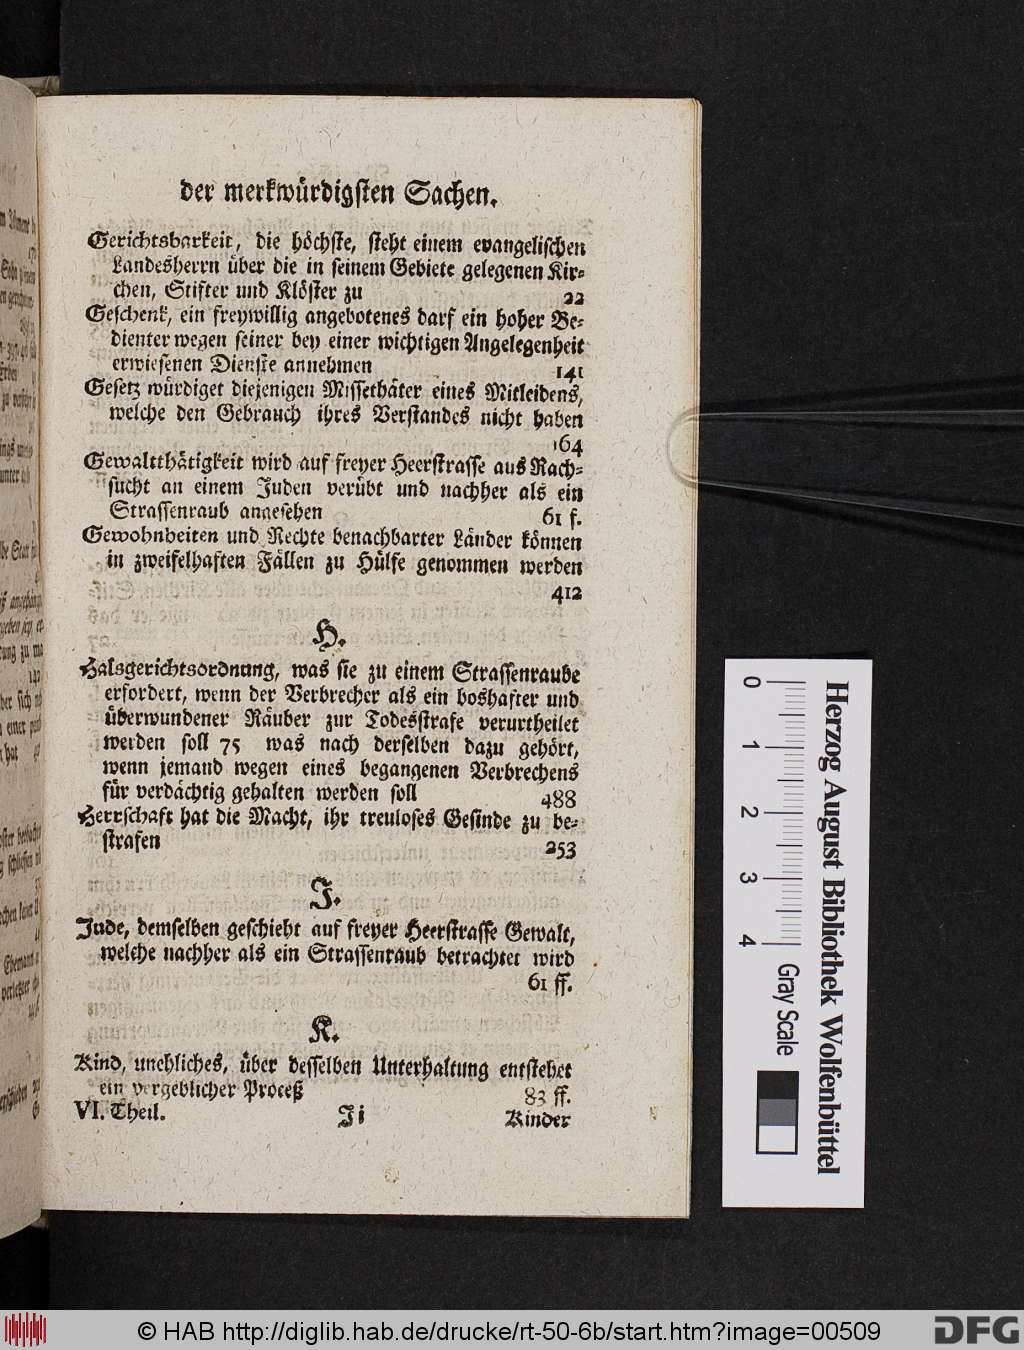 der merkwürdigsten Sachen.
Gerichtsbarkeit, die höchste, steht einem evangelischen
Landesherrn über die in seinem Gebiete gelegenen Kir-
chen, Stifter und Klöster zu 22
Geschenk, ein freywillig angebotenes darf ein hoher Be-
dienter wegen seiner bey einer wichtigen Angelegenheit
erwiesenen Dienste annehmen 141
Gesetz würdiget diejenigen Missethäter eines Mitleidens,
welche den Gebrauch ihres Verstandes nicht haben
164
Gewaltthätigkeit wird auf freyer Heerstrasse aus Rach-
sucht an einem Juden verübt und nachher als ein
Strassenraub angesehen 61 f.
Gewohnheiten und Rechte benachbarter Länder können
in zweifelhaften Fällen zu Hülfe genommen werden
412
H.
Halsgerichtsordnung, was sie zu einem Strassenraube
erfordert, wenn der Verbrecher als ein boshafter und
überwundener Räuber zur Todesstrafe verurtheilet
werden soll 75 was nach derselben dazu gehört,
wenn jemand wegen eines begangenen Verbrechens
für verdächtig gehalten werden soll 488
Herrschaft hat die Macht, ihr treuloses Gesinde zu be-
strafen 253
J.
Jude, demselben geschieht auf freyer Heerstrasse Gewalt,
welche nachher als ein Strassenraub betrachtet wird
61 ff.
K.
Kind, unehliches, über desselben Unterhaltung entstehet
ein vergeblicher Proceß 83 ff.
VI. Theil. Ji Kinder
0 1 2 3 4
Gray Scale
Herzog August Bibliothek Wolfenbüttel
© HAB http://diglib.hab.de/drucke/rt-50-6b/start.htm?image=00509
DFG